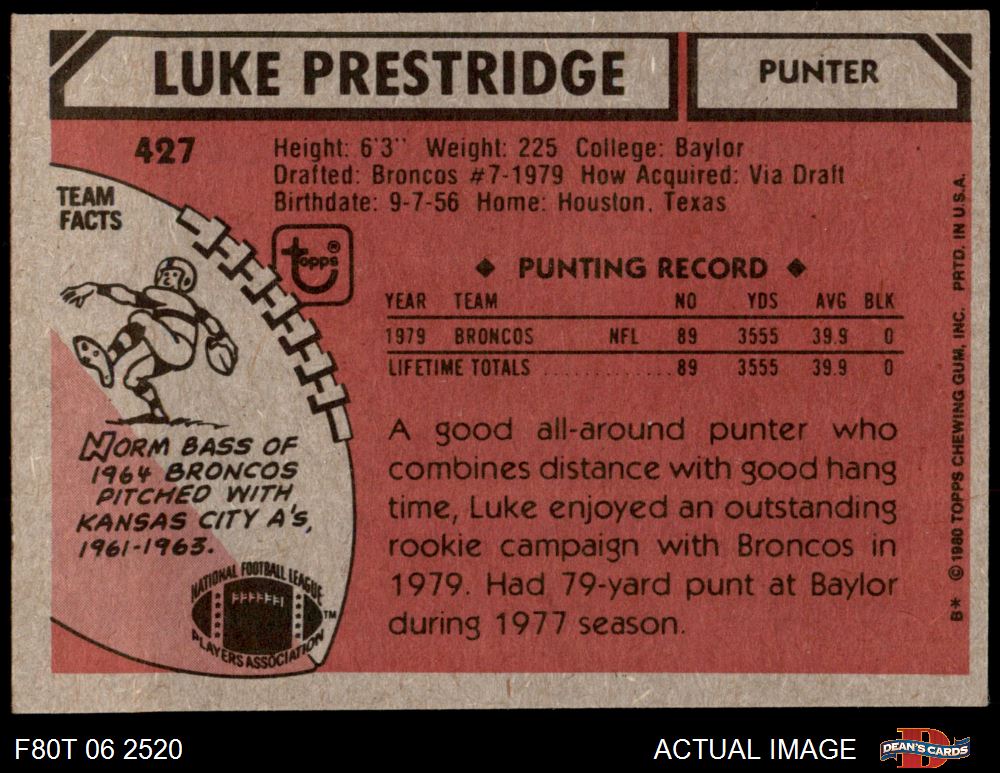 LUKE PRESTRIDGE
PUNTER
427
Height: 6'3" Weight: 225 College: Baylor
Drafted: Broncos #7-1979 How Acquired: Via Draft
Birthdate: 9-7-56 Home: Houston, Texas
TEAM
FACTS
topps®
◆ PUNTING RECORD ◆
YEAR TEAM NO YDS AVG BLK
1979 BRONCOS NFL 89 3555 39.9 0
LIFETIME TOTALS ............ 89 3555 39.9 0
NORM BASS OF
1964 BRONCOS
PITCHED WITH
KANSAS CITY A'S,
1961-1963.
NATIONAL FOOTBALL LEAGUE
PLAYERS ASSOCIATION
TM
A good all-around punter who
combines distance with good hang
time, Luke enjoyed an outstanding
rookie campaign with Broncos in
1979. Had 79-yard punt at Baylor
during 1977 season.
B* © 1980 TOPPS CHEWING GUM, INC. PRTD. IN U.S.A.
F80T 06 2520
ACTUAL IMAGE
DEAN'S CARDS